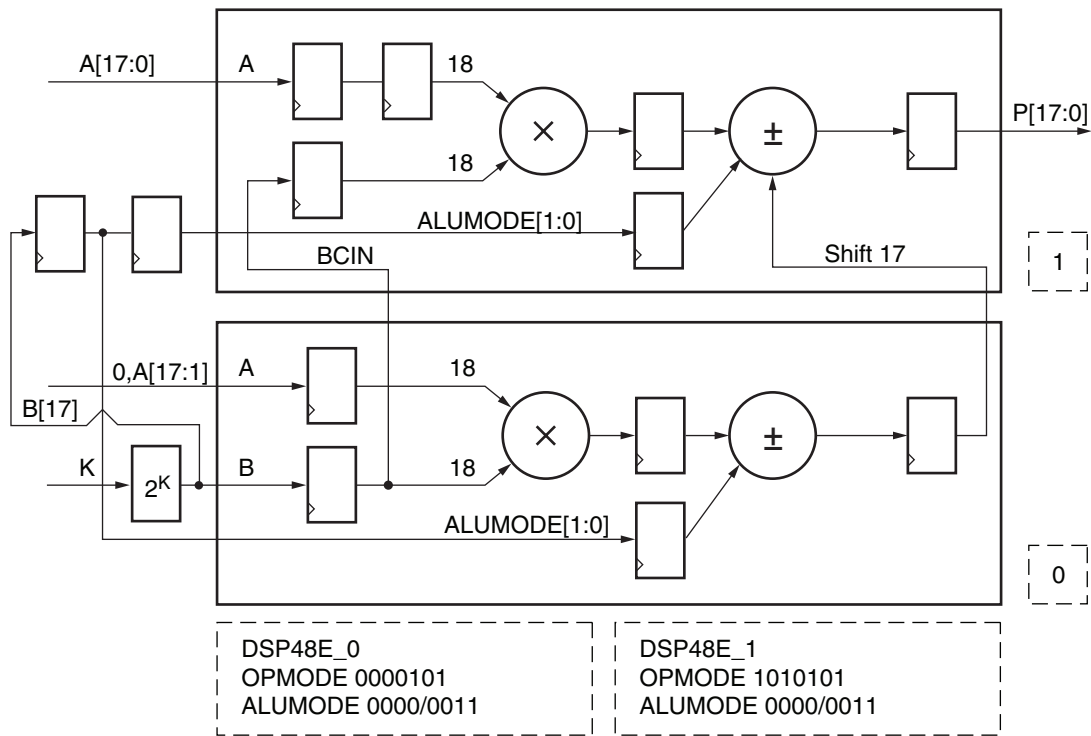 A[17:0]
A
18
×
±
P[17:0]
18
ALUMODE[1:0]
BCIN
Shift 17
1
0,A[17:1]
A
18
B[17]
×
±
K
2K
B
18
ALUMODE[1:0]
0
DSP48E_0
OPMODE 0000101
ALUMODE 0000/0011
DSP48E_1
OPMODE 1010101
ALUMODE 0000/0011